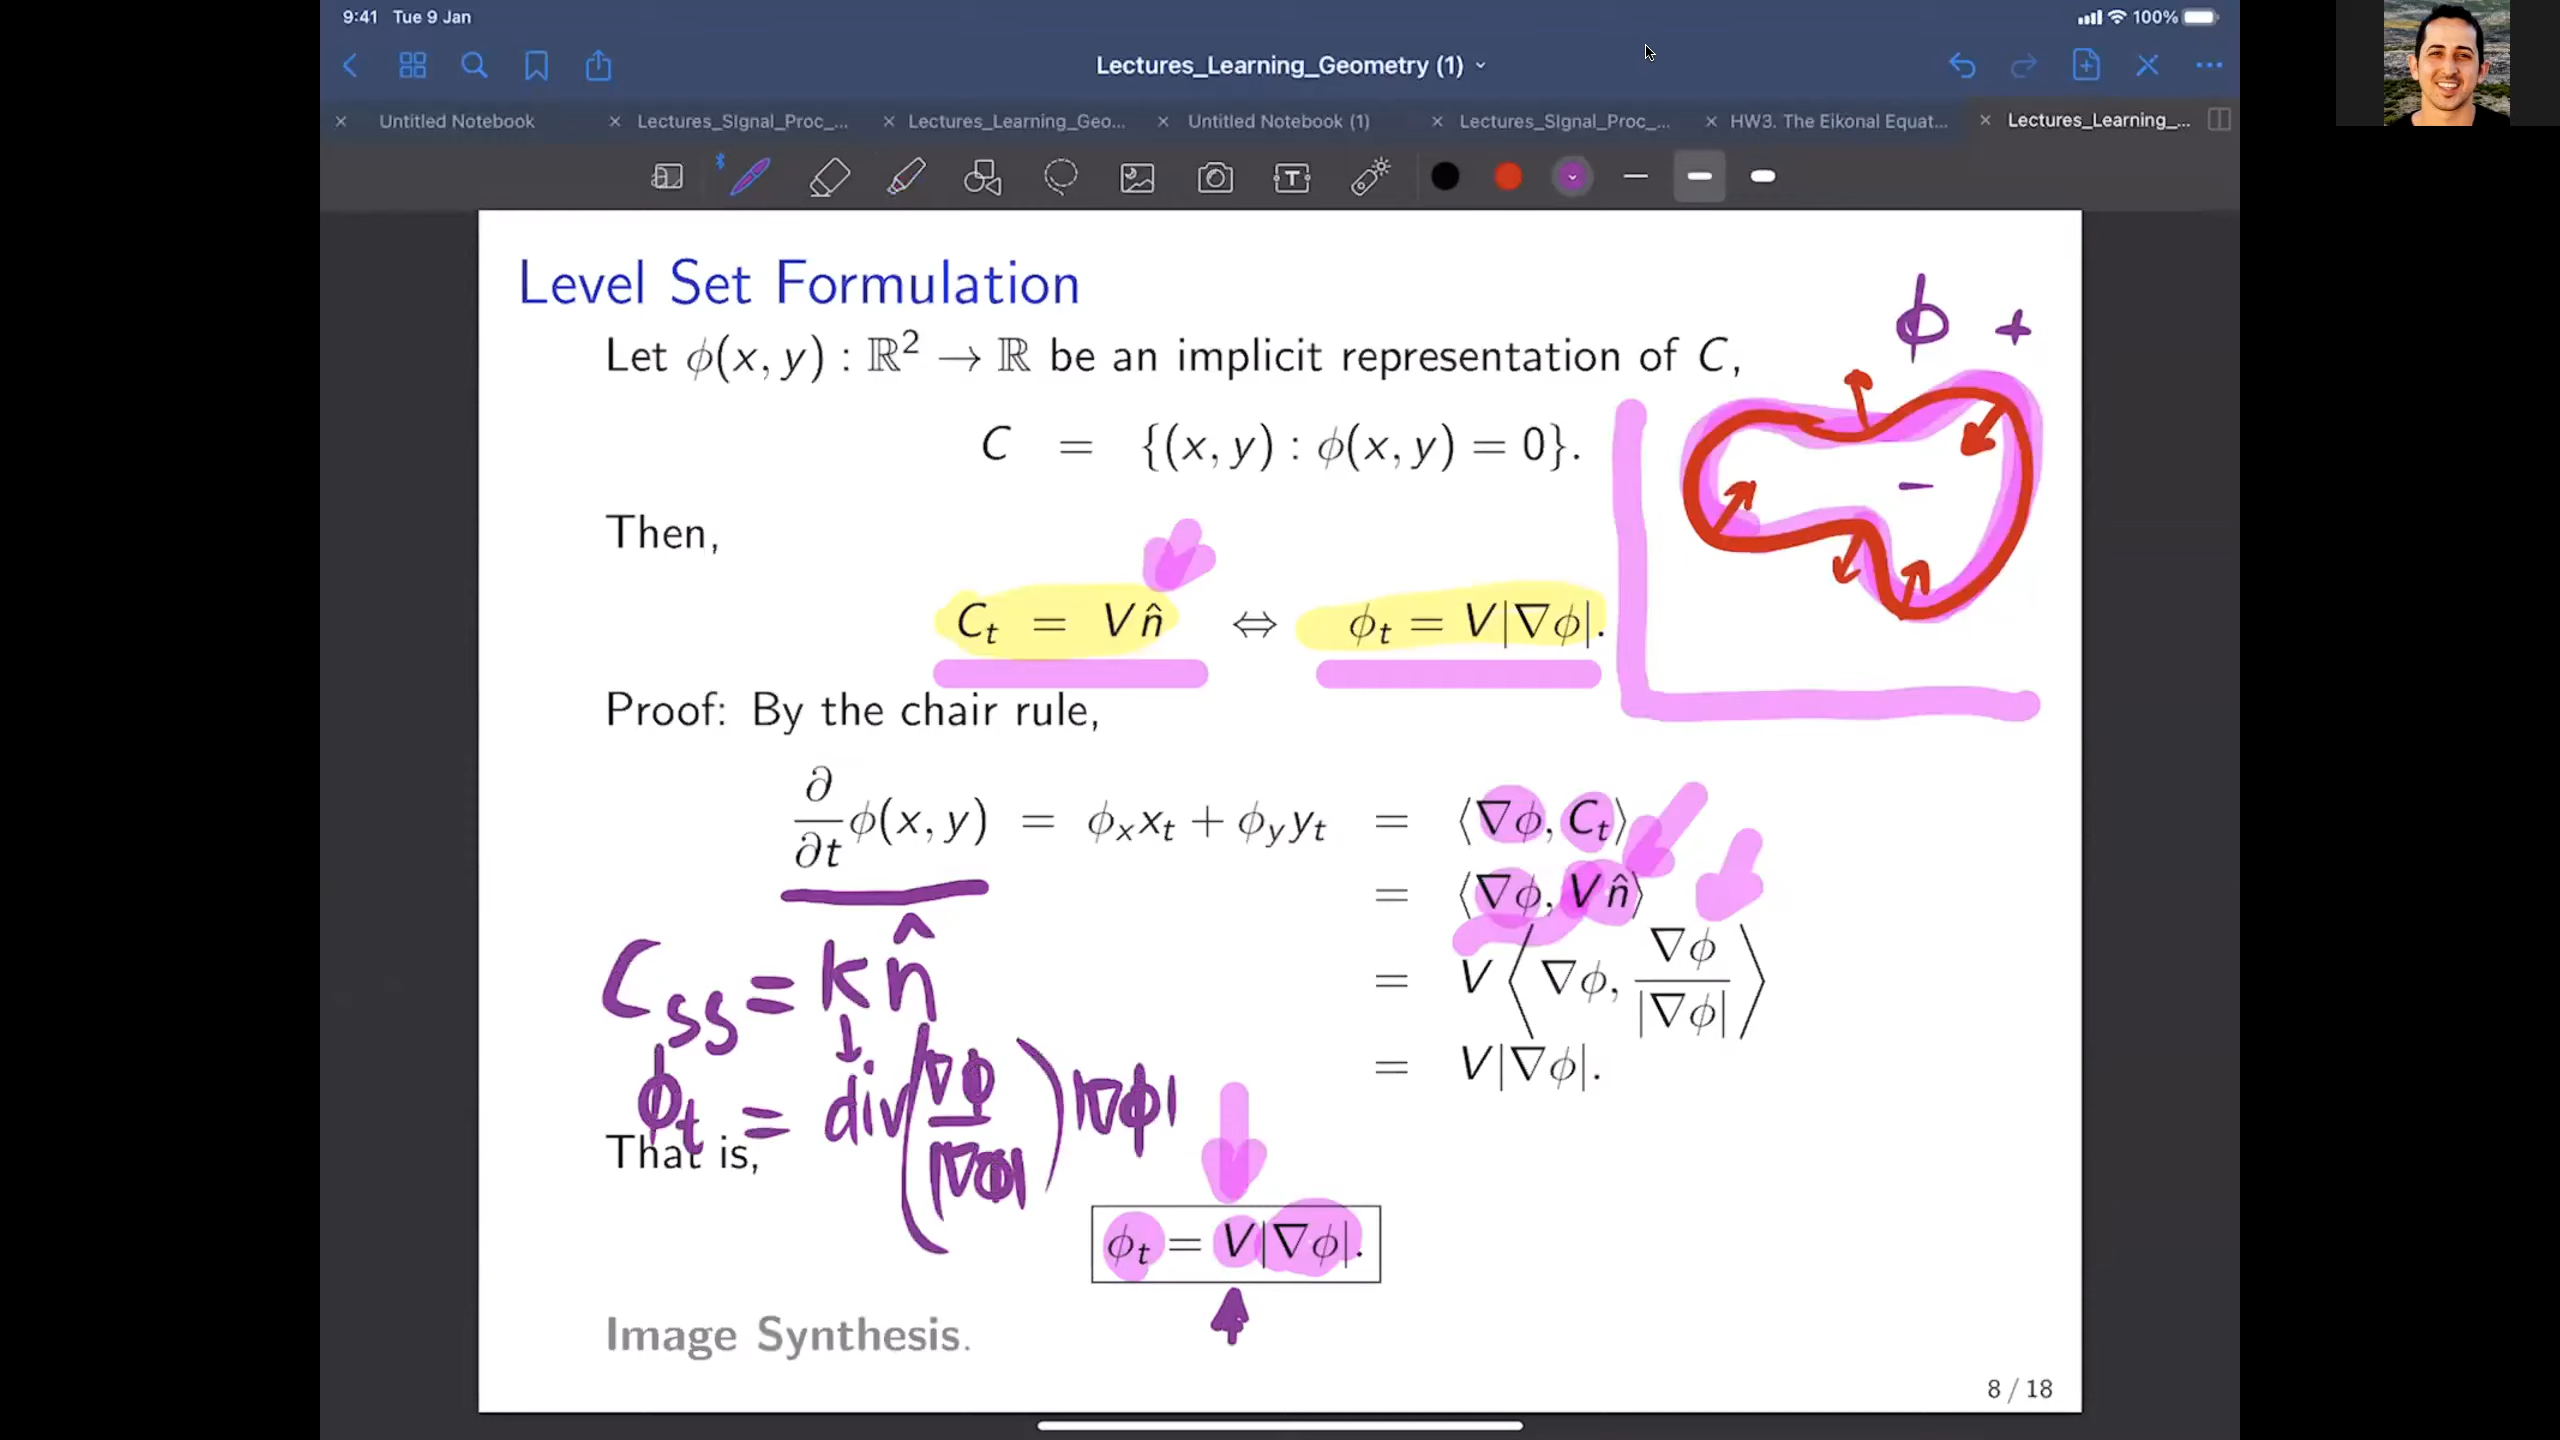 9:41 Tue 9 Jan 100%
Lectures_Learning_Geometry (1)
Untitled Notebook Lectures_SIgnal_Proc_... Lectures_Learning_Geo... Untitled Notebook (1) Lectures_SIgnal_Proc_... HW3. The Eikonal Equat... Lectures_Learning_...
Level Set Formulation
ϕ +
Let ϕ(x, y) : ℝ² → ℝ be an implicit representation of C,
C = {(x, y) : ϕ(x, y) = 0}.
−
Then,
C_t = V n̂ ⇔ ϕ_t = V|∇ϕ|.
Proof: By the chair rule,
∂/∂t ϕ(x, y) = ϕ_x x_t + ϕ_y y_t = ⟨∇ϕ, C_t⟩
= ⟨∇ϕ, V n̂⟩
= V ⟨∇ϕ, ∇ϕ/|∇ϕ|⟩
= V|∇ϕ|.
C_ss = k n̂
ϕ_t = div(∇ϕ/|∇ϕ|)|∇ϕ|
That is,
ϕ_t = V|∇ϕ|.
Image Synthesis.
8 / 18